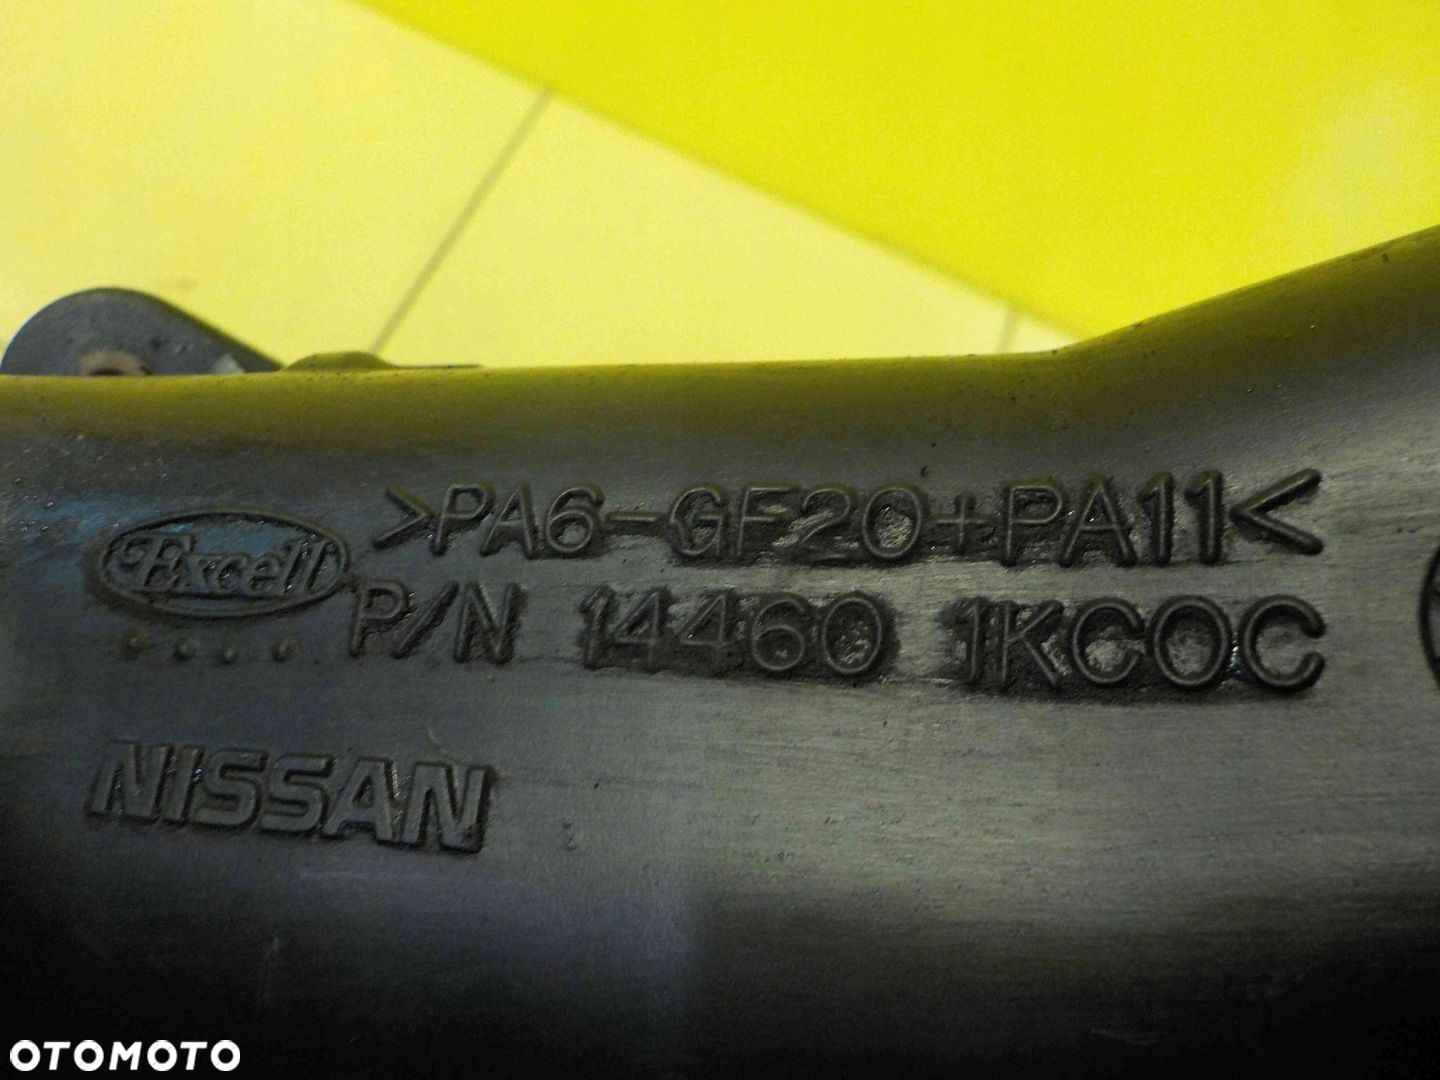 >PA6-GF20+PA11<
Excell
P/N 14460 1KC0C
NISSAN
OTOMOTO